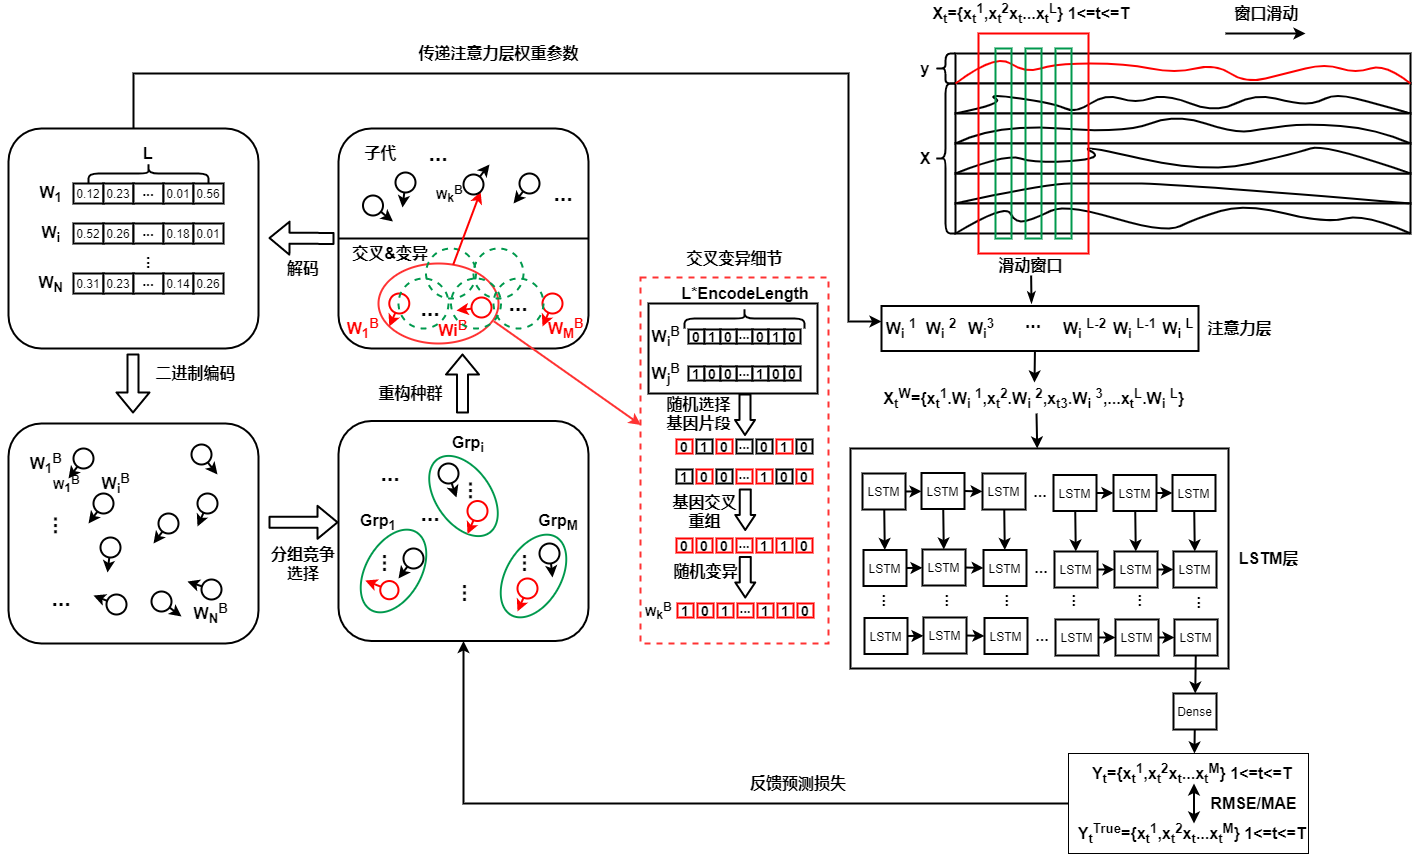 X_t={x_t^1,x_t^2x_t...x_t^L} 1<=t<=T
窗口滑动
传递注意力层权重参数
y
X
滑动窗口
L
W_1 0.12 0.23 ... 0.01 0.56
W_i 0.52 0.26 ... 0.18 0.01
...
W_N 0.31 0.23 ... 0.14 0.26
子代
...
w_k^B
...
交叉&变异
... ...
W_1^B Wi^B W_M^B
解码
二进制编码
重构种群
交叉变异细节
L*EncodeLength
W_i^B 0 1 0 ... 0 1 0
W_j^B 1 0 0 ... 1 0 0
随机选择
基因片段
0 1 0 ... 0 1 0
1 0 0 ... 1 0 0
基因交叉
重组
0 0 0 ... 1 1 0
随机变异
w_k^B 1 0 1 ... 1 1 0
W_i^1 W_i^2 W_i^3 ... W_i^L-2 W_i^L-1 W_i^L
注意力层
X_t^W={x_t^1.W_i^1,x_t^2.W_i^2,x_t3.W_i^3,...x_t^L.W_i^L}
W_1^B
w_1^B
W_i^B
...
...
W_N^B
分组竞争
选择
Grp_i
...
...
...
Grp_1
...
Grp_M
...
...
LSTM LSTM LSTM ... LSTM LSTM LSTM
LSTM LSTM LSTM ... LSTM LSTM LSTM
... ... ... ... ... ...
LSTM LSTM LSTM ... LSTM LSTM LSTM
LSTM层
Dense
反馈预测损失
Y_t={x_t^1,x_t^2x_t...x_t^M} 1<=t<=T
RMSE/MAE
Y_t^True={x_t^1,x_t^2x_t...x_t^M} 1<=t<=T